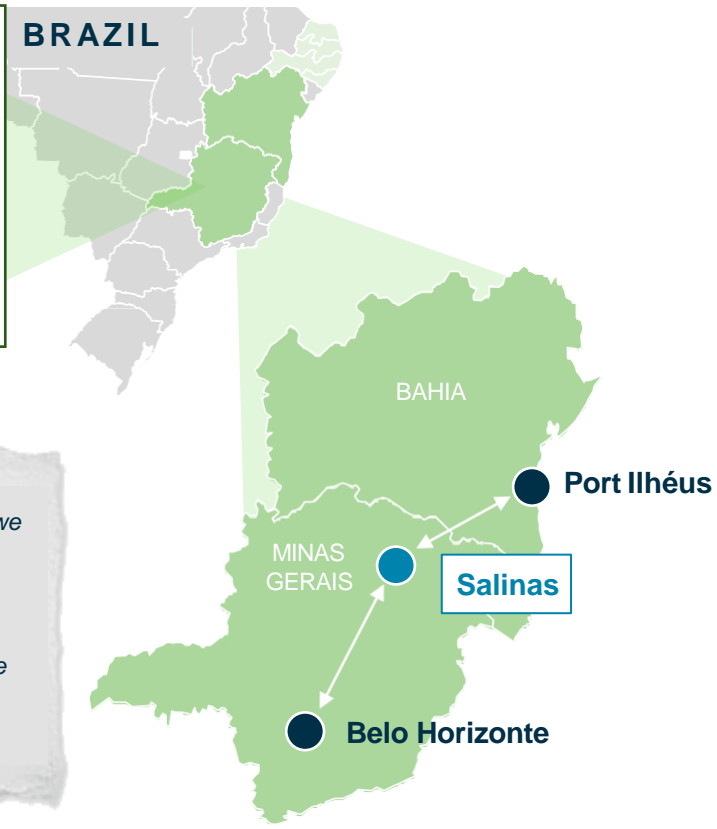 BRAZIL
BAHIA
Port Ilhéus
MINAS
GERAIS
Salinas
Belo Horizonte